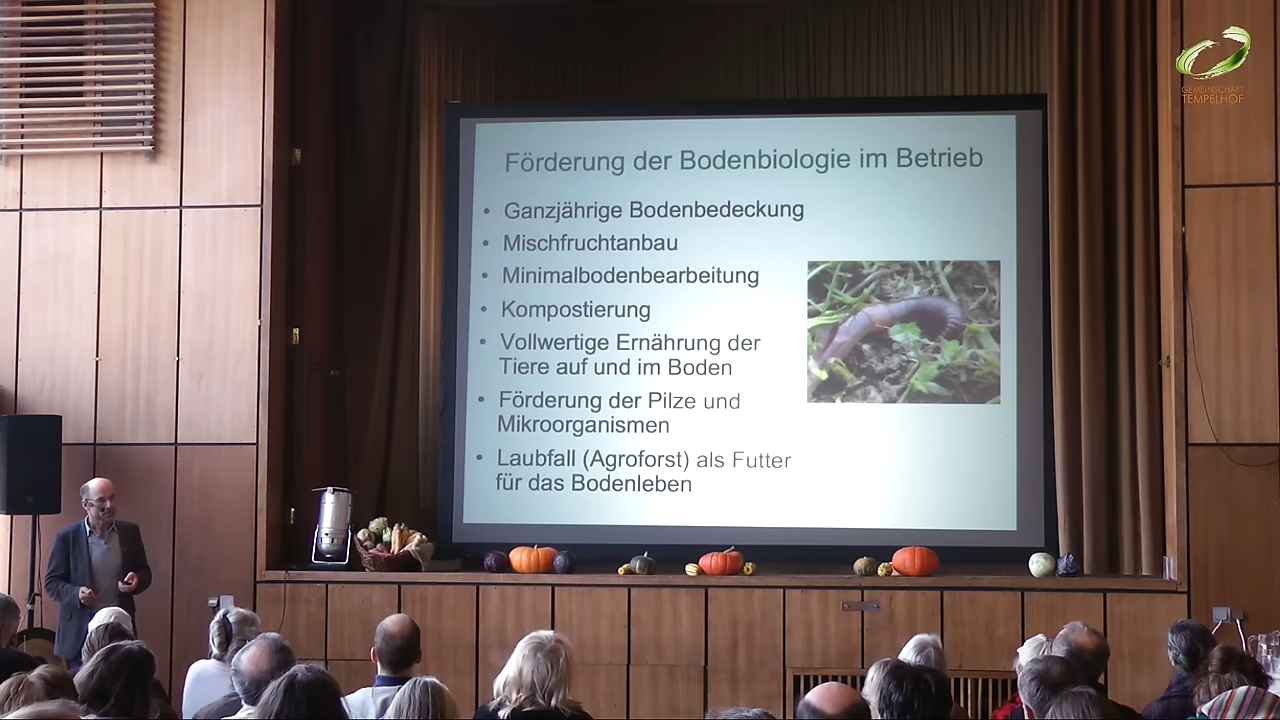 GEMEINSCHAFT
TEMPELHOF
Förderung der Bodenbiologie im Betrieb
• Ganzjährige Bodenbedeckung
• Mischfruchtanbau
• Minimalbodenbearbeitung
• Kompostierung
• Vollwertige Ernährung der
Tiere auf und im Boden
• Förderung der Pilze und
Mikroorganismen
• Laubfall (Agroforst) als Futter
für das Bodenleben